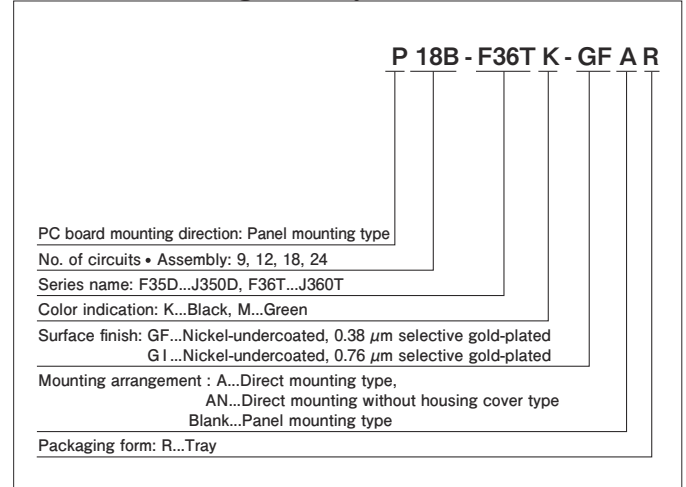 P 18B - F36T K - GF A R
PC board mounting direction: Panel mounting type
No. of circuits • Assembly: 9, 12, 18, 24
Series name: F35D...J350D, F36T...J360T
Color indication: K...Black, M...Green
Surface finish: GF...Nickel-undercoated, 0.38 μm selective gold-plated
G I ...Nickel-undercoated, 0.76 μm selective gold-plated
Mounting arrangement : A...Direct mounting type,
AN...Direct mounting without housing cover type
Blank...Panel mounting type
Packaging form: R...Tray